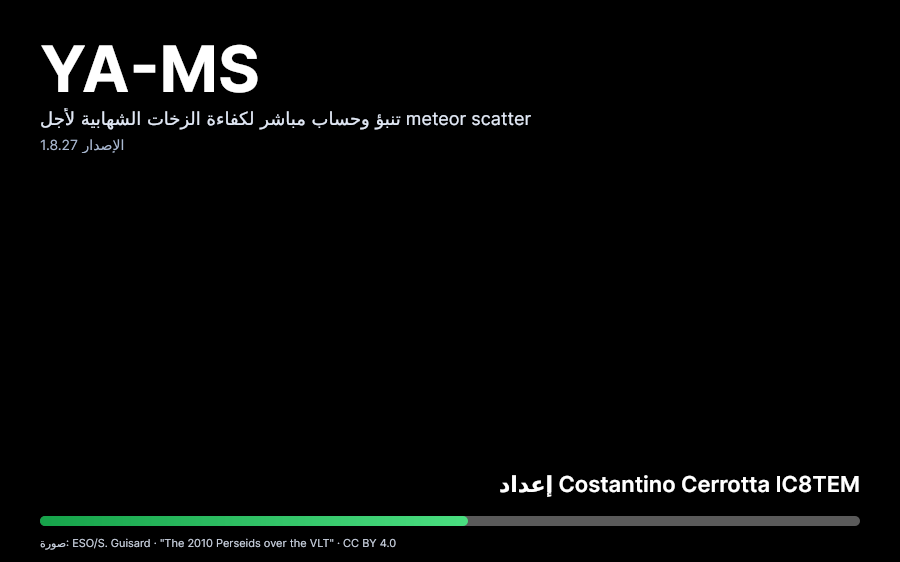 YA-MS
تنبؤ وحساب مباشر لكفاءة الزخات الشهابية لأجل meteor scatter
الإصدار 1.8.27
إعداد Costantino Cerrotta IC8TEM
صورة: ESO/S. Guisard · "The 2010 Perseids over the VLT" · CC BY 4.0